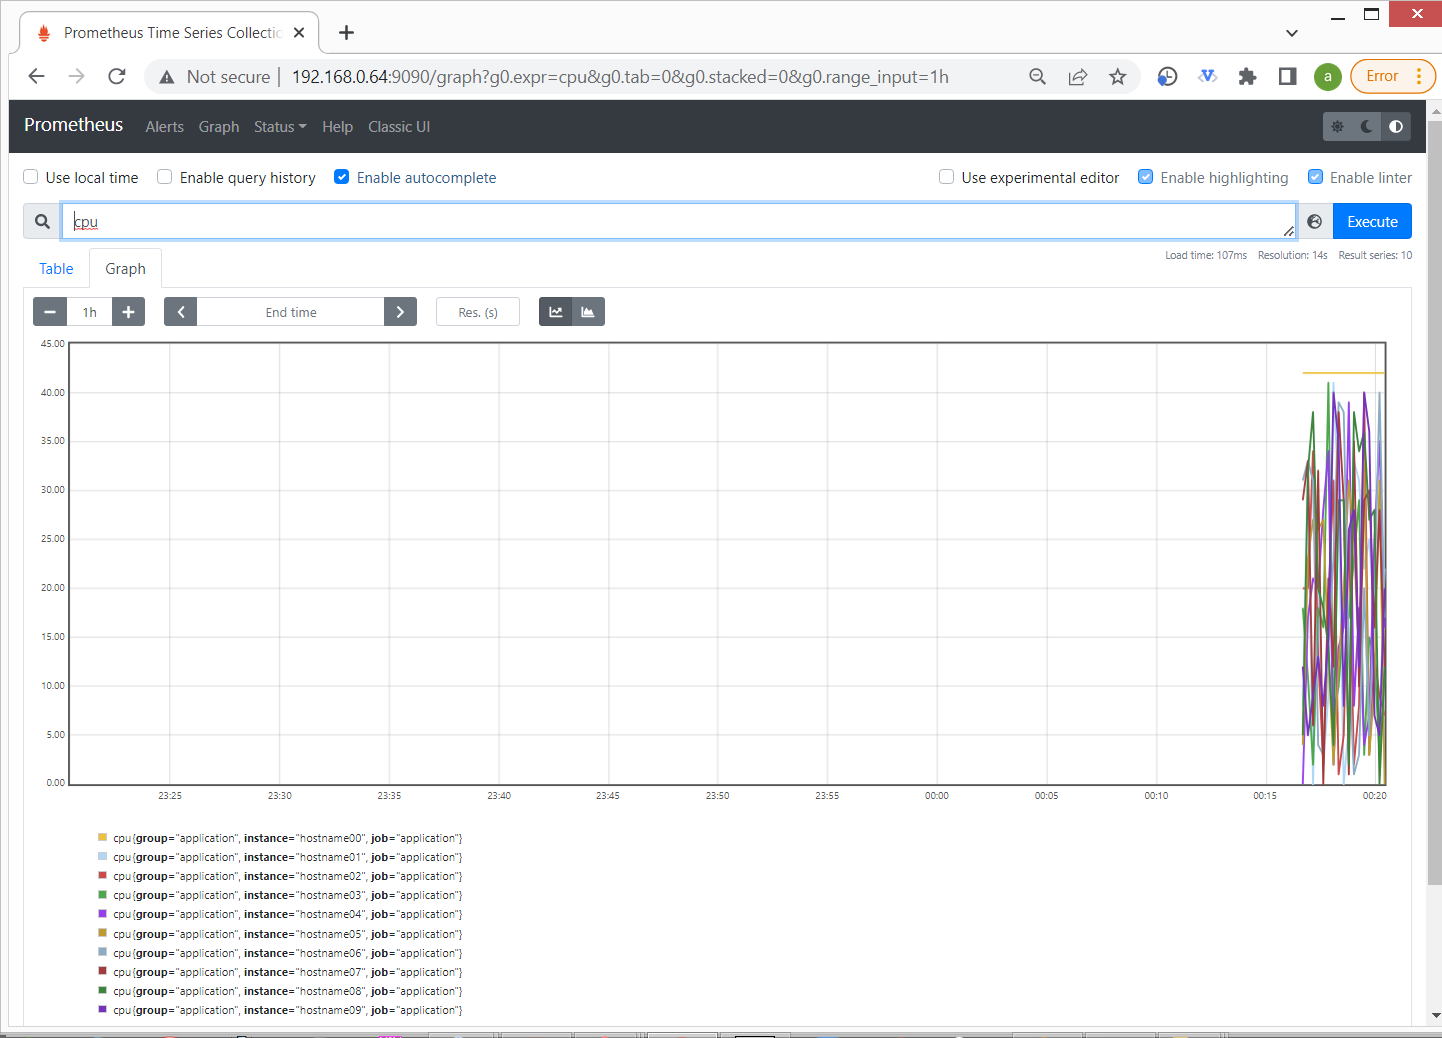 Prometheus Time Series Collectio
Not secure 192.168.0.64:9090/graph?g0.expr=cpu&g0.tab=0&g0.stacked=0&g0.range_input=1h a Error
Prometheus Alerts Graph Status Help Classic UI
Use local time Enable query history Enable autocomplete Use experimental editor Enable highlighting Enable linter
cpu Execute
Load time: 107ms Resolution: 14s Result series: 10
Table Graph
1h End time Res. (s)
45.00
40.00
35.00
30.00
25.00
20.00
15.00
10.00
5.00
0.00
23:25 23:30 23:35 23:40 23:45 23:50 23:55 00:00 00:05 00:10 00:15 00:20
cpu{group="application", instance="hostname00", job="application"}
cpu{group="application", instance="hostname01", job="application"}
cpu{group="application", instance="hostname02", job="application"}
cpu{group="application", instance="hostname03", job="application"}
cpu{group="application", instance="hostname04", job="application"}
cpu{group="application", instance="hostname05", job="application"}
cpu{group="application", instance="hostname06", job="application"}
cpu{group="application", instance="hostname07", job="application"}
cpu{group="application", instance="hostname08", job="application"}
cpu{group="application", instance="hostname09", job="application"}